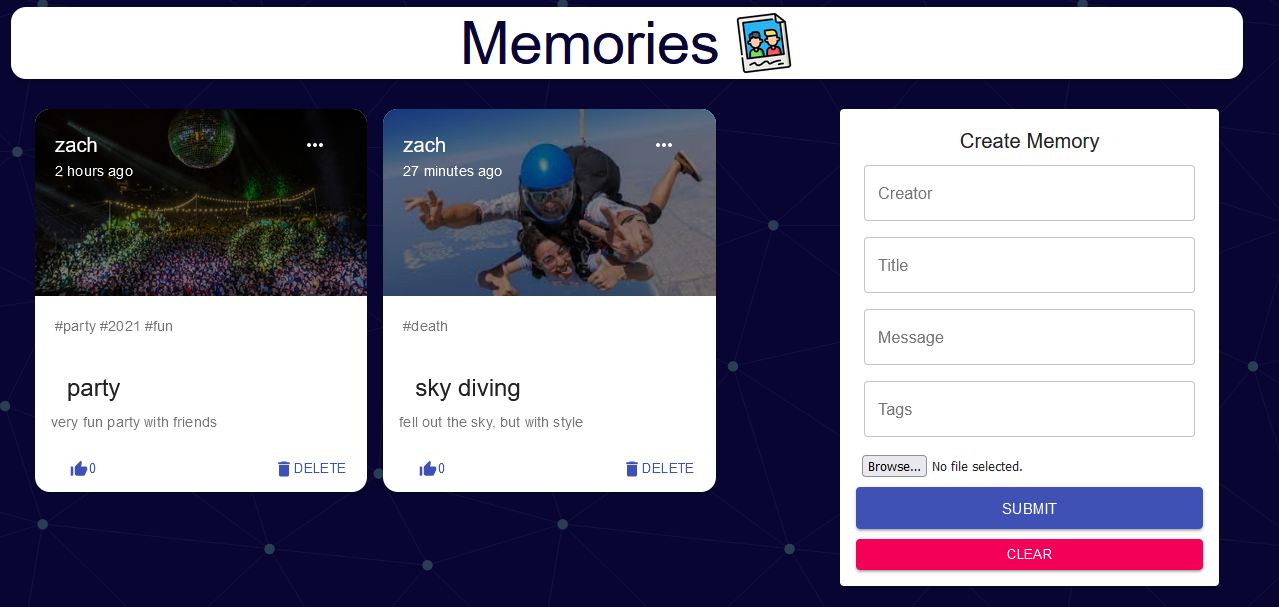 Memories
zach
2 hours ago
#party #2021 #fun
party
very fun party with friends
0
DELETE
zach
27 minutes ago
#death
sky diving
fell out the sky, but with style
0
DELETE
Create Memory
Creator
Title
Message
Tags
Browse... No file selected.
SUBMIT
CLEAR